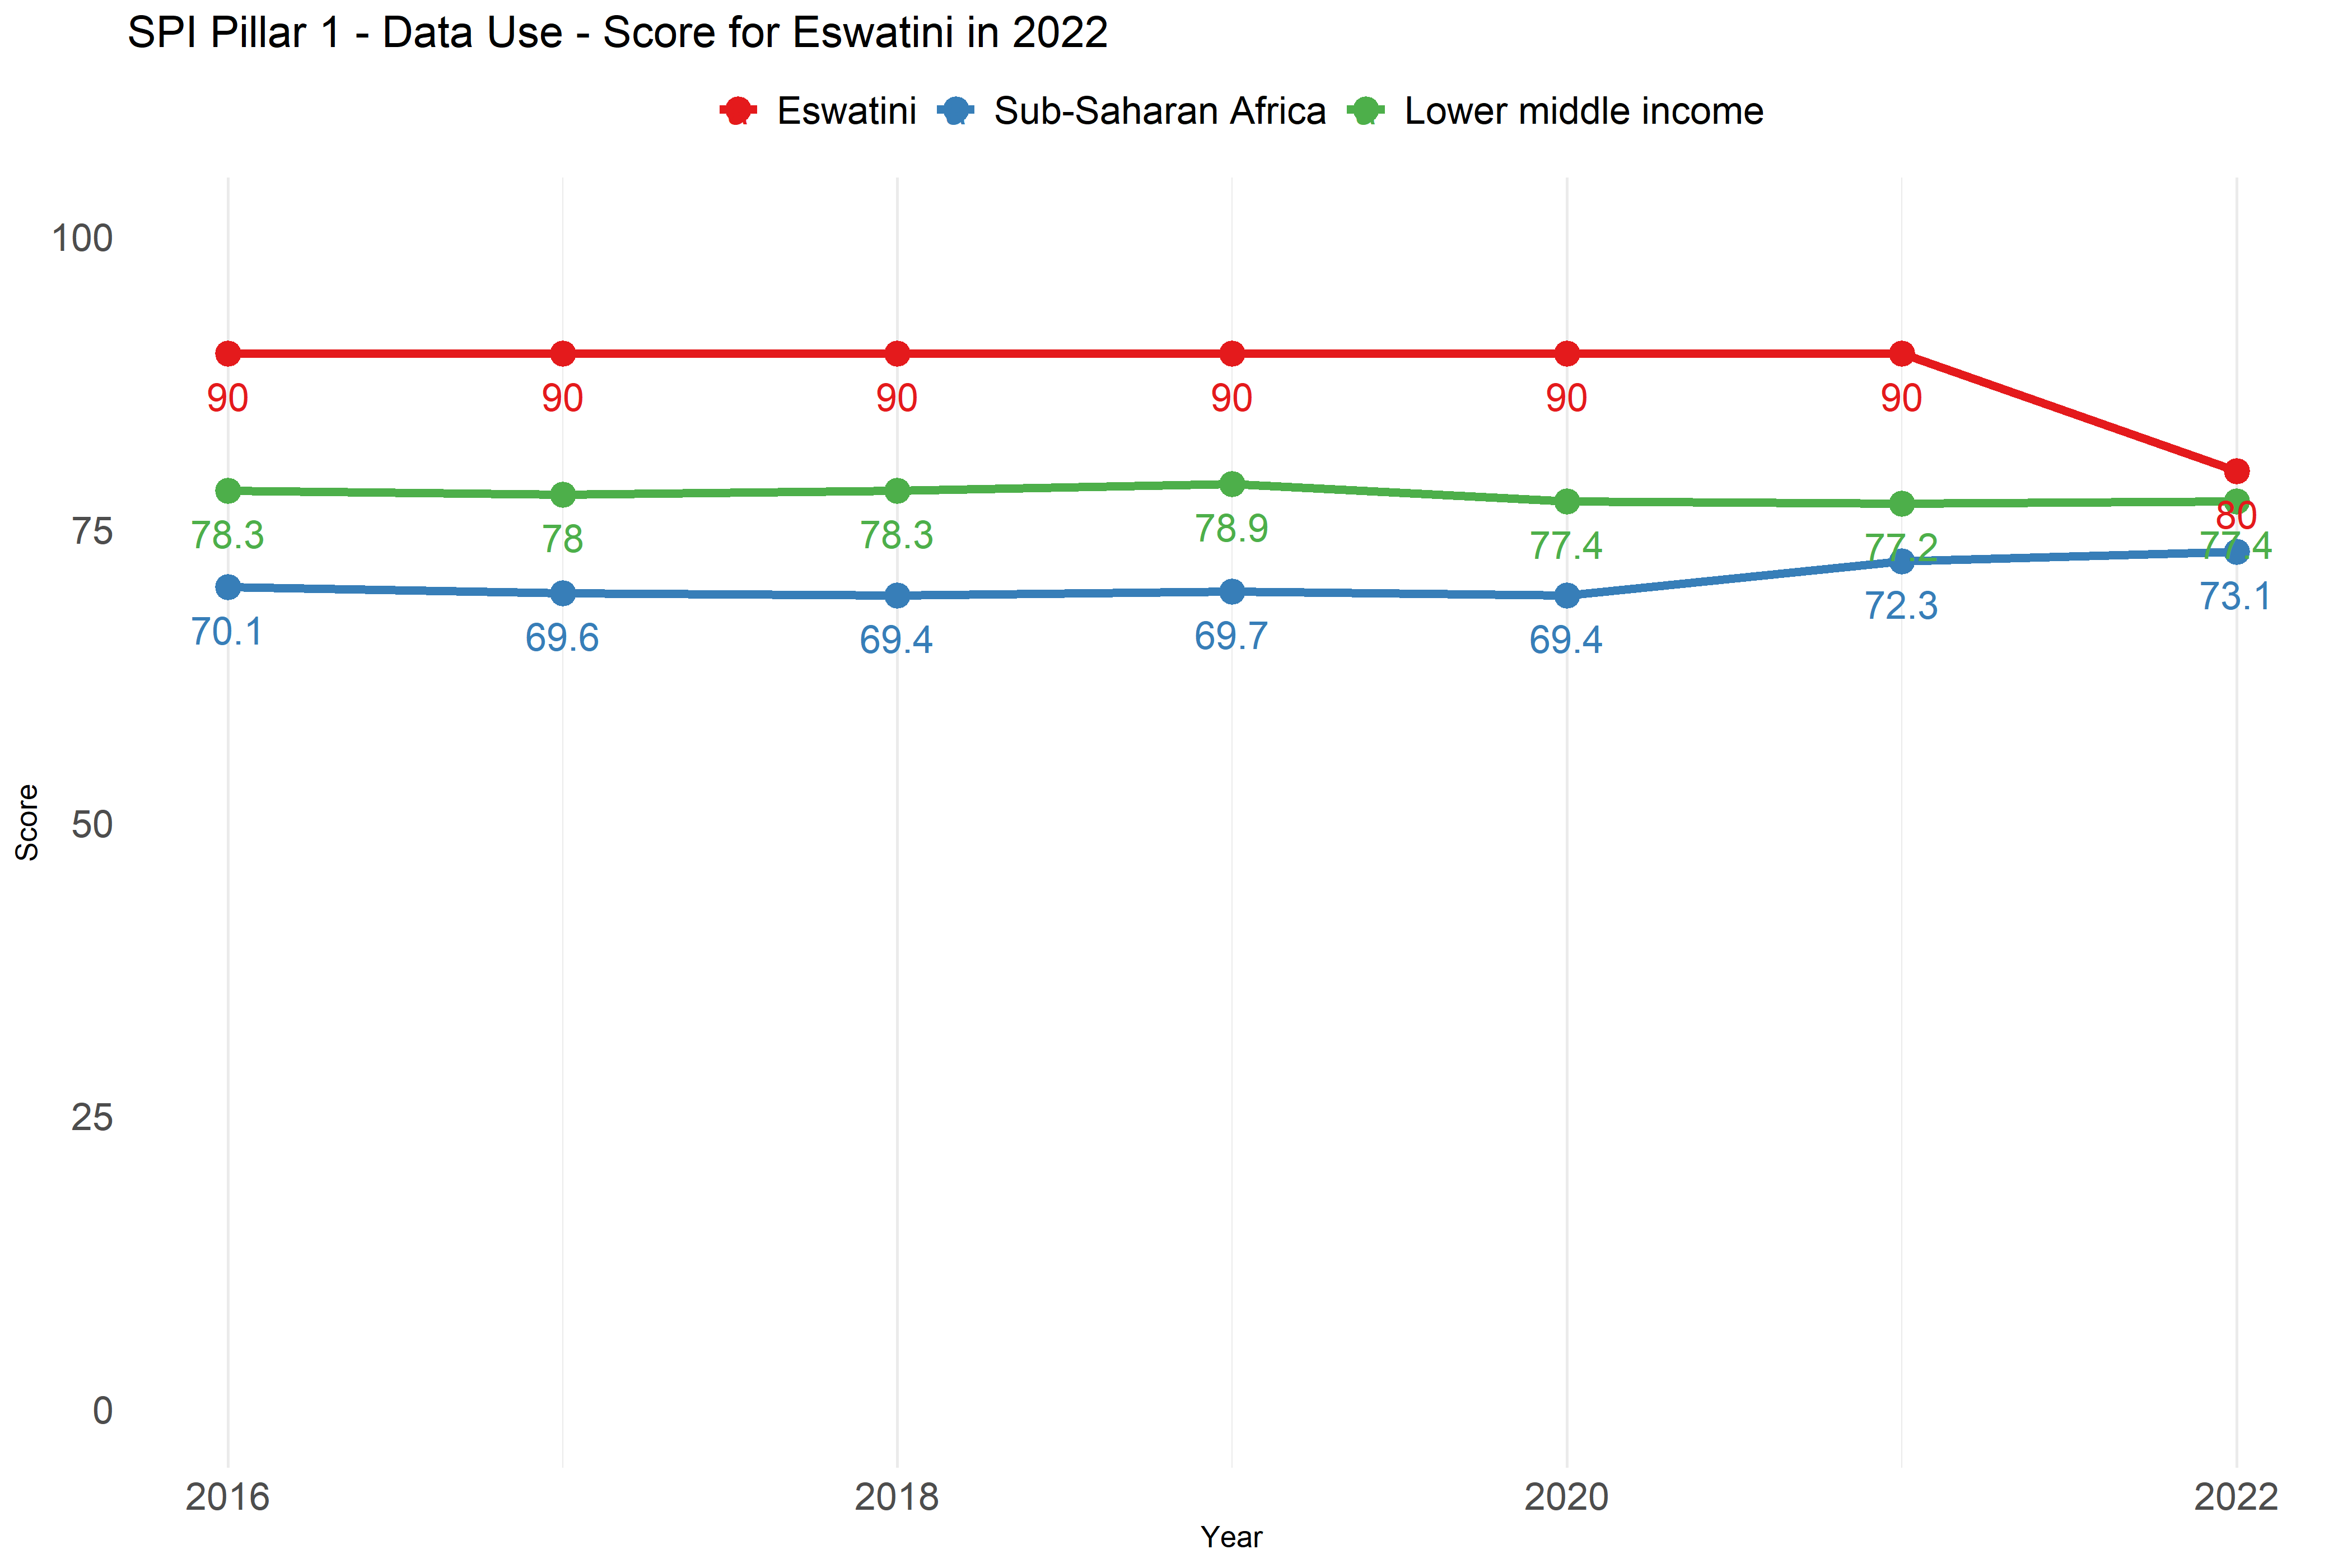 SPI Pillar 1 - Data Use - Score for Eswatini in 2022
Eswatini Sub-Saharan Africa Lower middle income
100
90 90 90 90 90 90
80
75
78.3 78 78.3 78.9 77.4 77.2 77.4
70.1 69.6 69.4 69.7 69.4 72.3 73.1
50
Score
25
0
2016 2018 2020 2022
Year